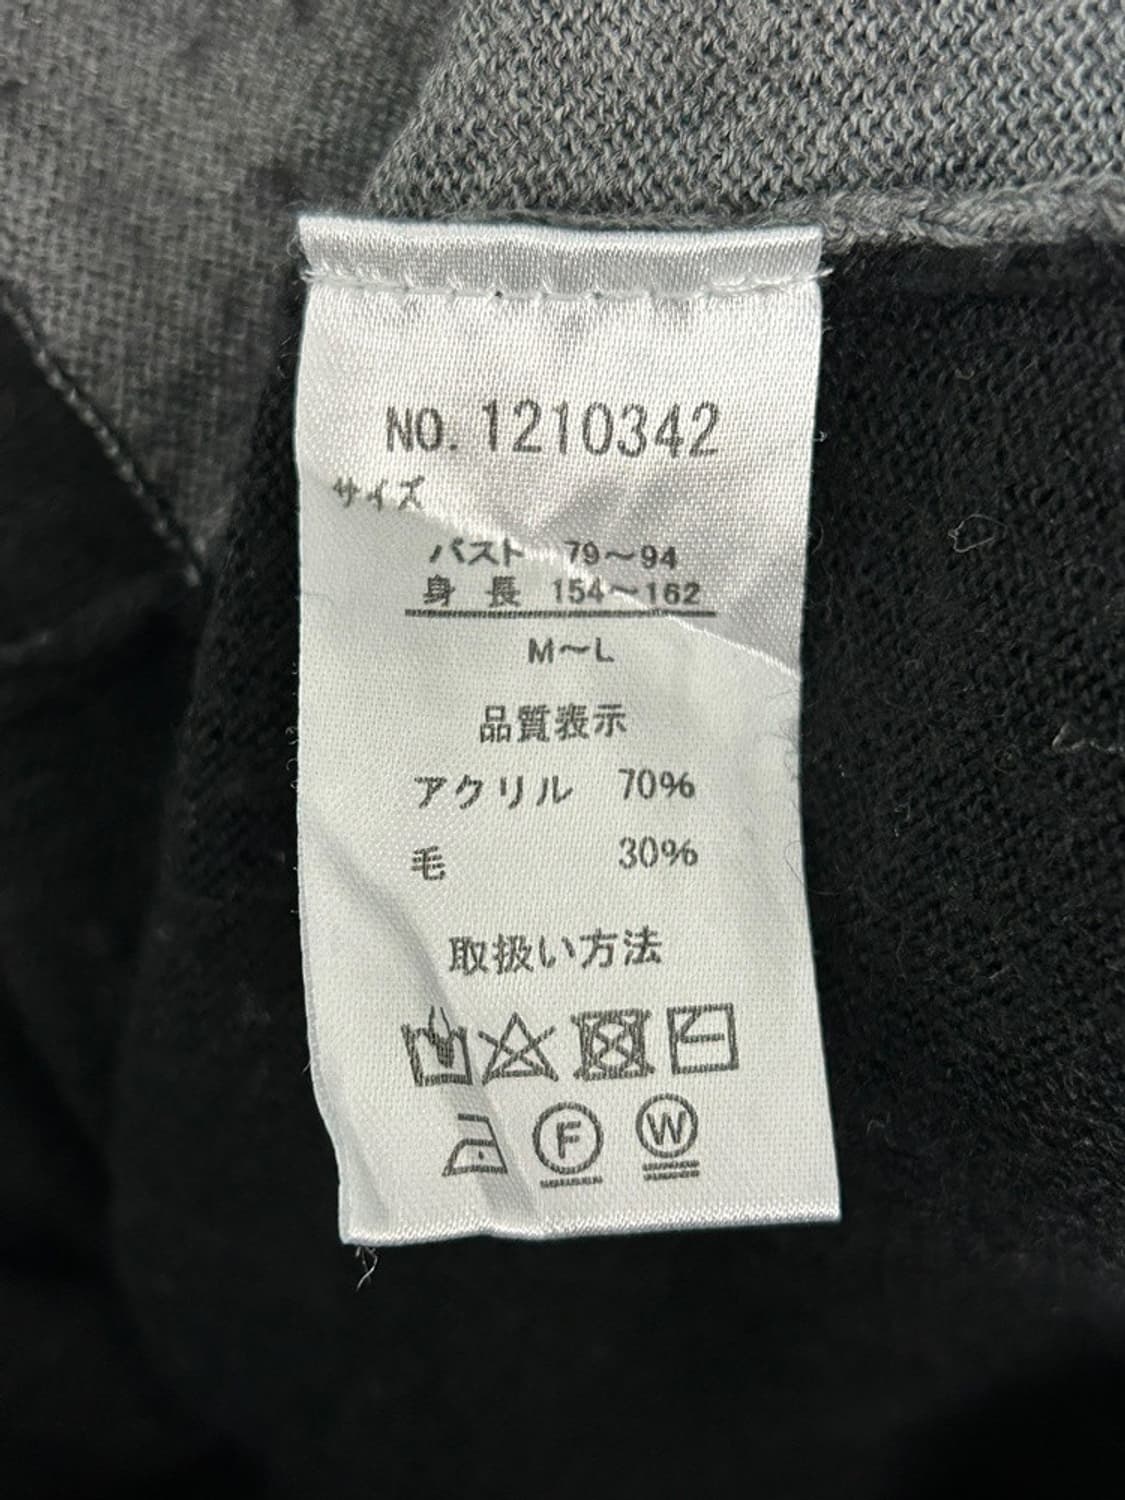 NO. 1210342
サイズ
バスト 79～94
身 長 154～162
M～L
品質表示
アクリル 70%
毛 30%
取扱い方法
F W